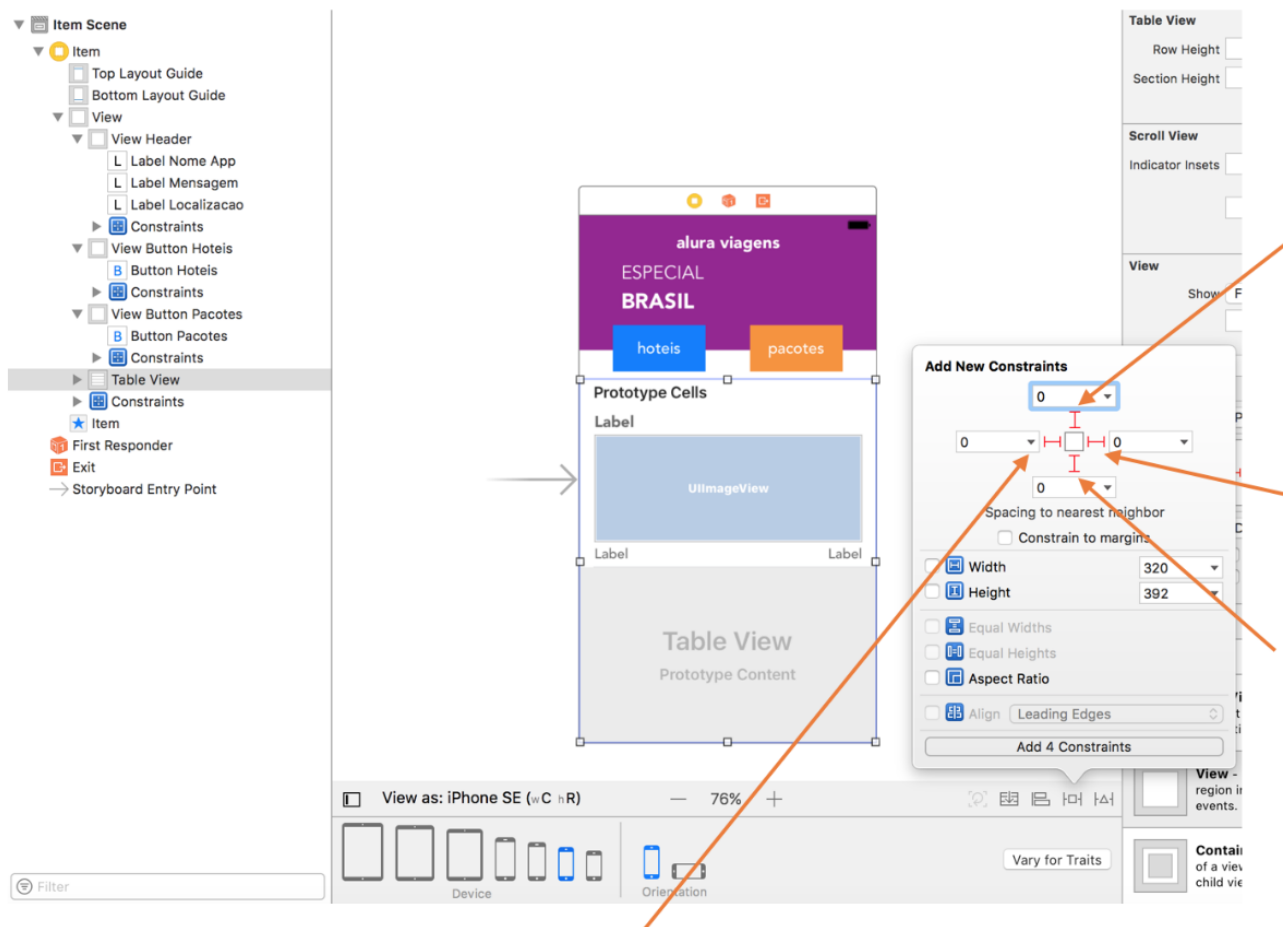 Item Scene
Item
Top Layout Guide
Bottom Layout Guide
View
View Header
L Label Nome App
L Label Mensagem
L Label Localizacao
Constraints
View Button Hoteis
B Button Hoteis
Constraints
View Button Pacotes
B Button Pacotes
Constraints
Table View
Constraints
Item
First Responder
Exit
Storyboard Entry Point
Filter
alura viagens
ESPECIAL
BRASIL
hoteis
pacotes
Prototype Cells
Label
UIImageView
Label
Label
Table View
Prototype Content
View as: iPhone SE (wC hR)
76%
Device
Orientation
Vary for Traits
Add New Constraints
0
0
0
0
Spacing to nearest neighbor
Constrain to margins
Width
320
Height
392
Equal Widths
Equal Heights
Aspect Ratio
Align
Leading Edges
Add 4 Constraints
Table View
Row Height
Section Height
Scroll View
Indicator Insets
View
Show
F
View -
region in
events.
of a view